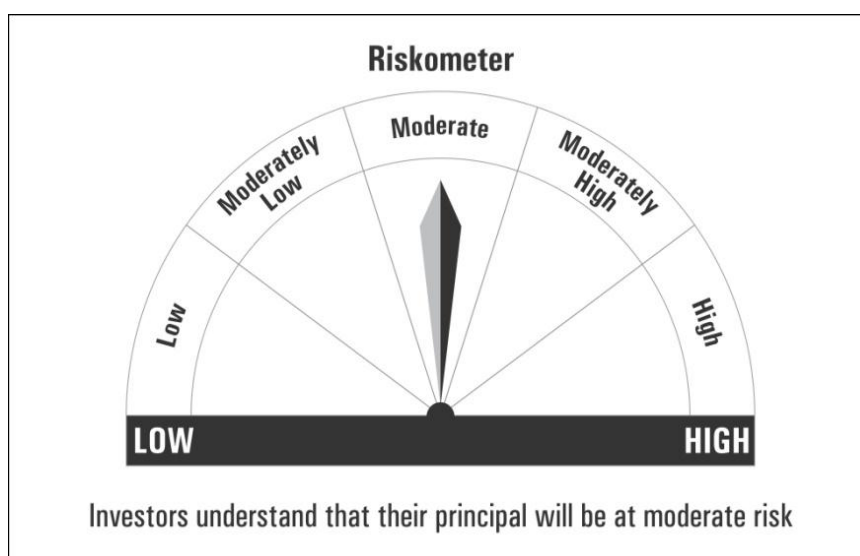 Riskometer
Low
Moderately
Low
Moderate
Moderately
High
High
LOW
HIGH
Investors understand that their principal will be at moderate risk